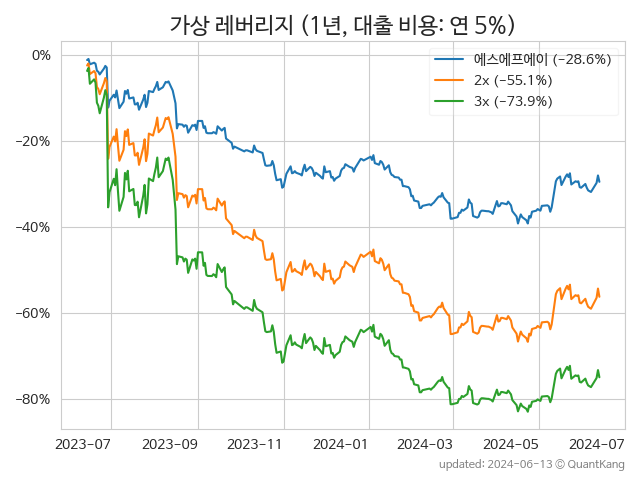 가상 레버리지 (1년, 대출 비용: 연 5%)
에스에프에이 (−28.6%)
2x (−55.1%)
3x (−73.9%)
0%
−20%
−40%
−60%
−80%
2023-07 2023-09 2023-11 2024-01 2024-03 2024-05 2024-07
updated: 2024-06-13 © QuantKang